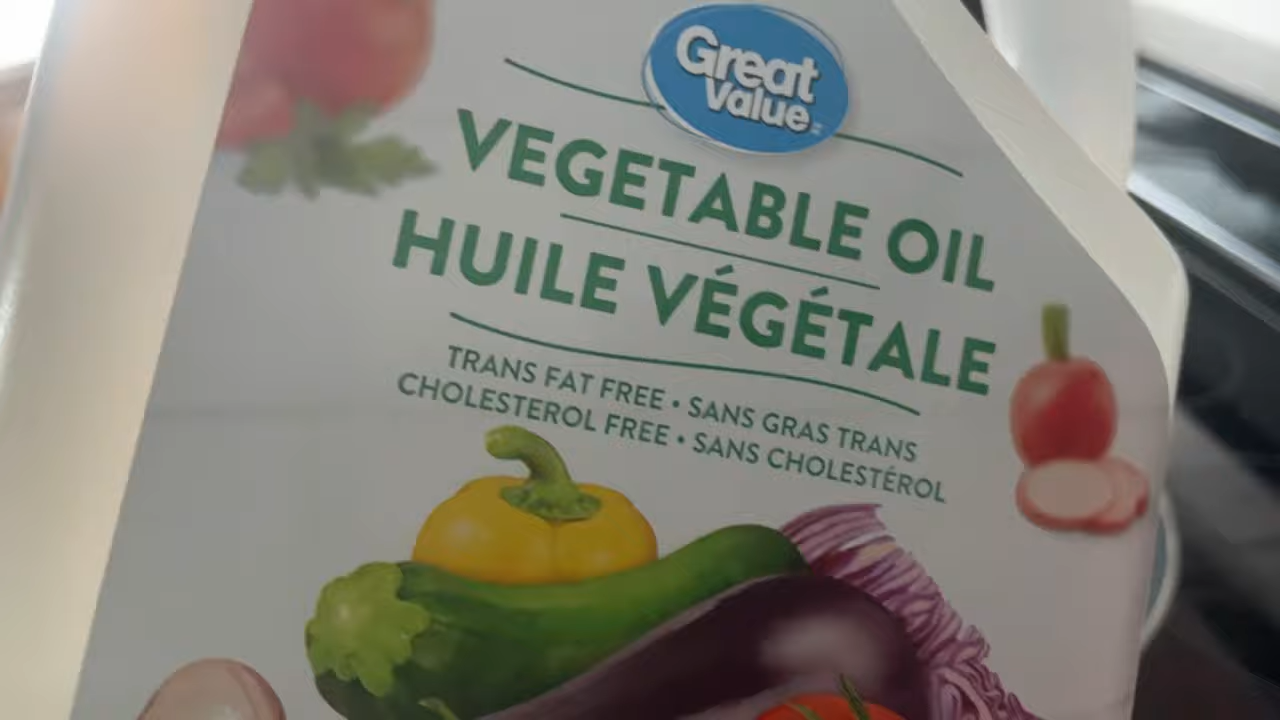 Great
Value
VEGETABLE OIL
HUILE VÉGÉTALE
TRANS FAT FREE • SANS GRAS TRANS
CHOLESTEROL FREE • SANS CHOLESTÉROL